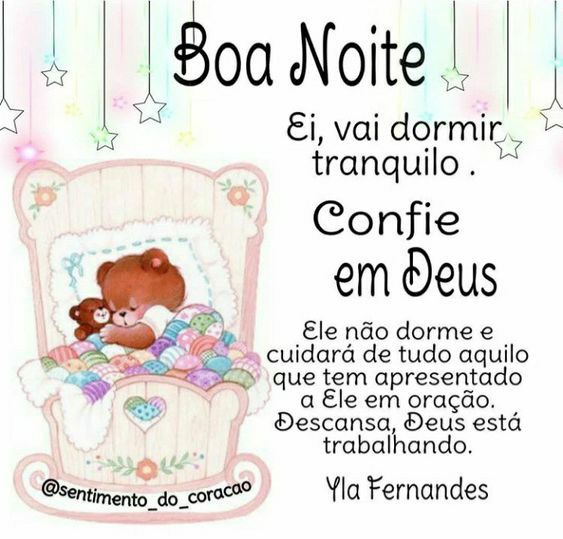 Boa Noite
Ei, vai dormir
tranquilo .
Confie
em Deus
Ele não dorme e
cuidará de tudo aquilo
que tem apresentado
a Ele em oração.
Descansa, Deus está
trabalhando.
Yla Fernandes
@sentimento_do_coracao